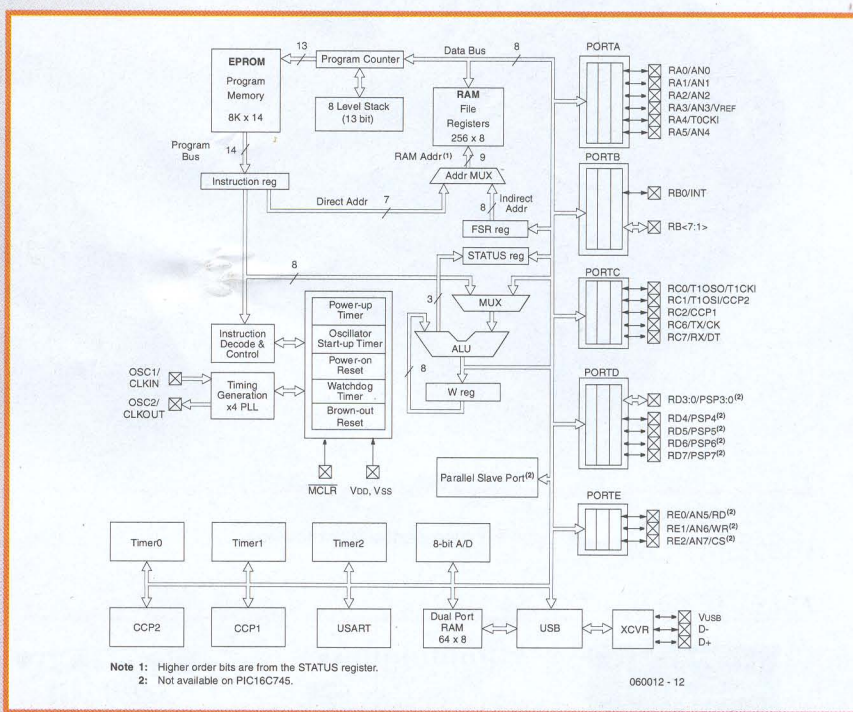 EPROM
Program
Memory
8K x 14
13
Program Counter
8 Level Stack
(13 bit)
Data Bus
8
RAM
File
Registers
256 x 8
Program
Bus
14
Instruction reg
RAM Addr(1)
9
Addr MUX
Direct Addr
7
8
Indirect
Addr
FSR reg
STATUS reg
8
3
MUX
ALU
8
W reg
Power-up
Timer
Oscillator
Start-up Timer
Power-on
Reset
Watchdog
Timer
Brown-out
Reset
Instruction
Decode &
Control
OSC1/
CLKIN
OSC2/
CLKOUT
Timing
Generation
x4 PLL
MCLR
VDD, VSS
Parallel Slave Port(2)
PORTA
RA0/AN0
RA1/AN1
RA2/AN2
RA3/AN3/VREF
RA4/T0CKI
RA5/AN4
PORTB
RB0/INT
RB<7:1>
PORTC
RC0/T1OSO/T1CKI
RC1/T1OSI/CCP2
RC2/CCP1
RC6/TX/CK
RC7/RX/DT
PORTD
RD3:0/PSP3:0(2)
RD4/PSP4(2)
RD5/PSP5(2)
RD6/PSP6(2)
RD7/PSP7(2)
PORTE
RE0/AN5/RD(2)
RE1/AN6/WR(2)
RE2/AN7/CS(2)
Timer0
Timer1
Timer2
8-bit A/D
CCP2
CCP1
USART
Dual Port
RAM
64 x 8
USB
XCVR
VUSB
D-
D+
Note 1: Higher order bits are from the STATUS register.
2: Not available on PIC16C745.
060012 - 12